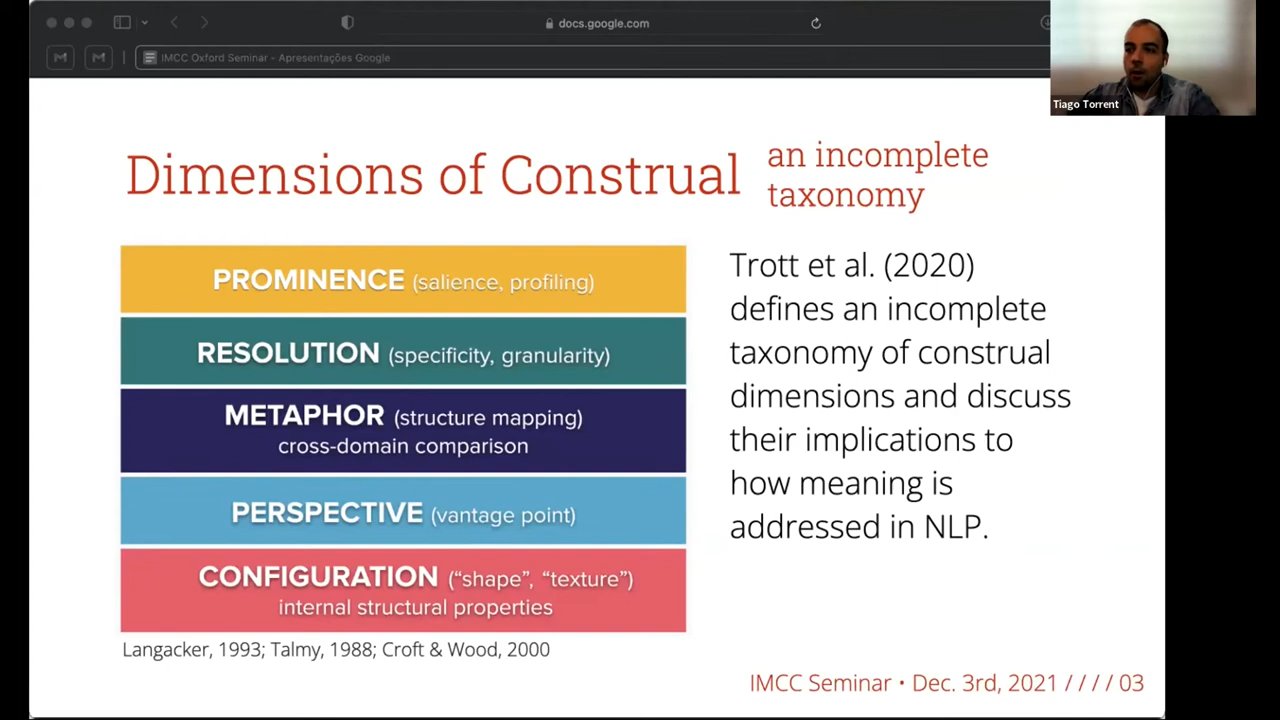 docs.google.com
IMCC Oxford Seminar - Apresentações Google
Tiago Torrent
Dimensions of Construal
an incomplete
taxonomy
PROMINENCE (salience, profiling)
RESOLUTION (specificity, granularity)
METAPHOR (structure mapping)
cross-domain comparison
PERSPECTIVE (vantage point)
CONFIGURATION (“shape”, “texture”)
internal structural properties
Langacker, 1993; Talmy, 1988; Croft & Wood, 2000
Trott et al. (2020)
defines an incomplete
taxonomy of construal
dimensions and discuss
their implications to
how meaning is
addressed in NLP.
IMCC Seminar • Dec. 3rd, 2021 / / / / 03